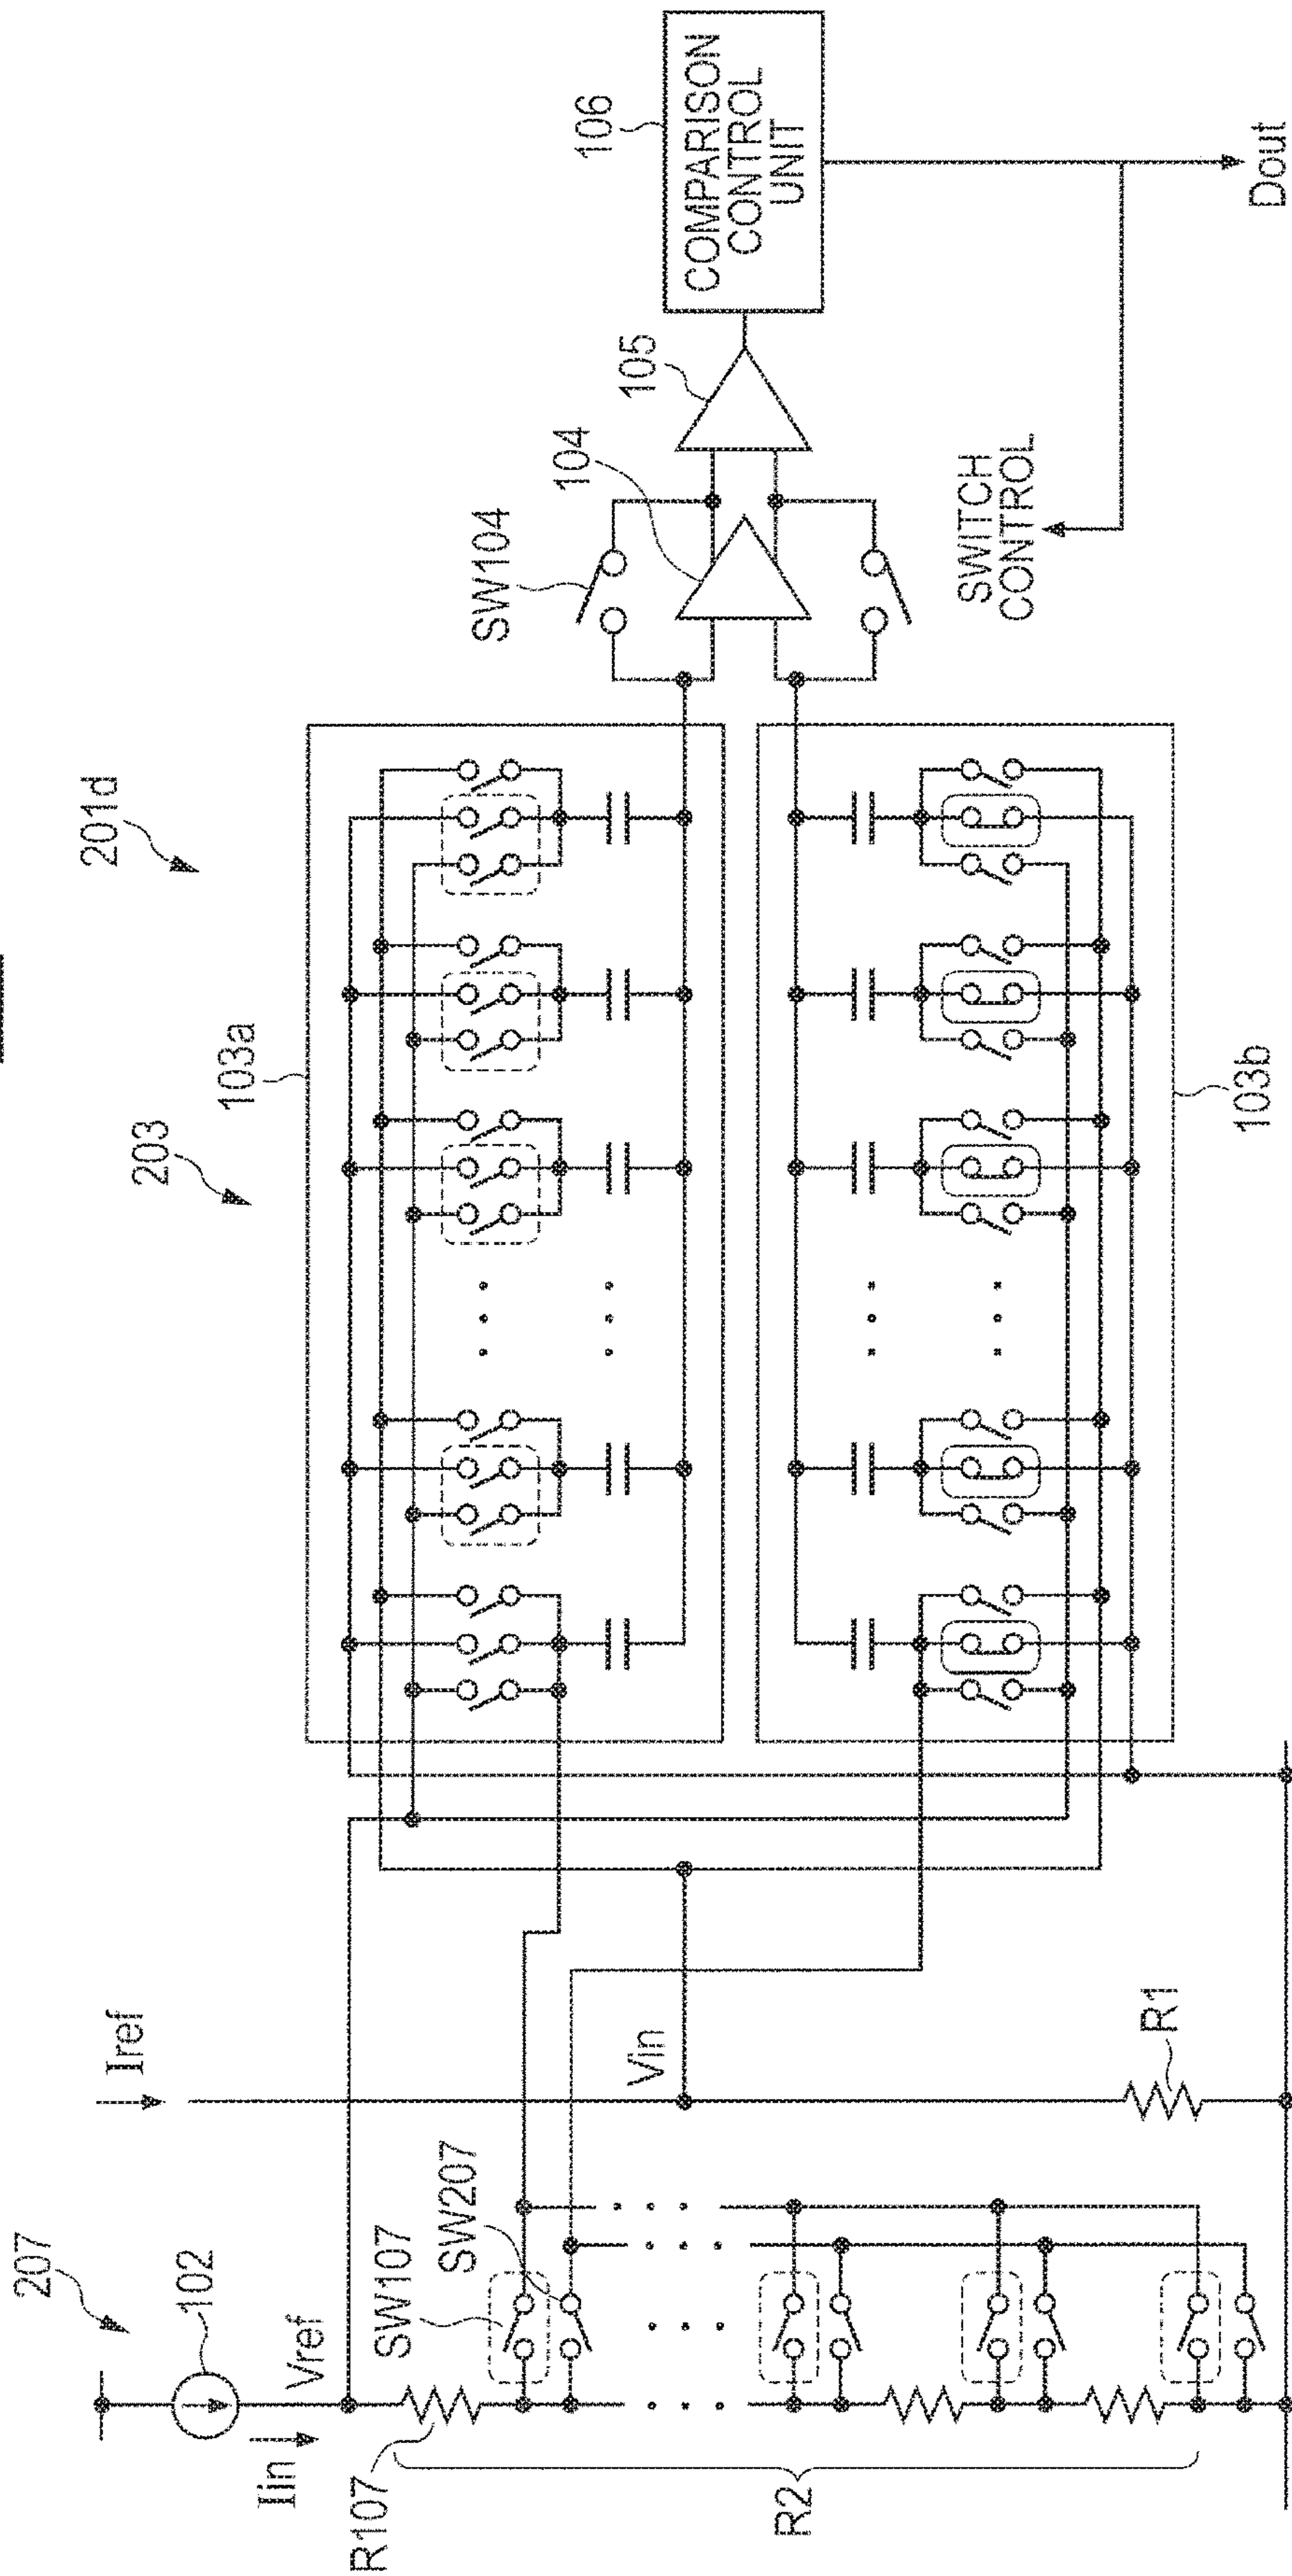 207
102
Iin
Vref
R107
SW107
SW207
R2
Iref
Vin
R1
203
201d
103a
103b
SW104
104
105
106
COMPARISON
CONTROL
UNIT
SWITCH
CONTROL
Dout